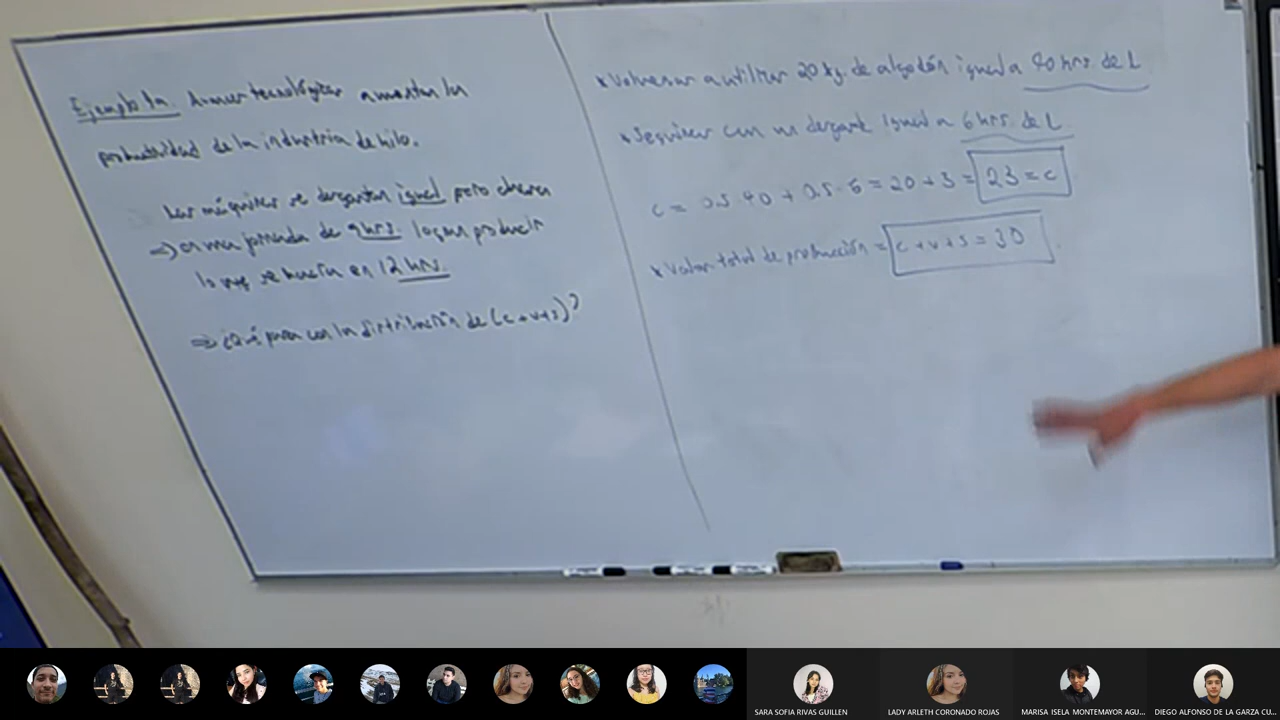 Ejemplo 1a. Avances tecnológicos aumentan la
productividad de la industria de hilo.
Las máquinas se desgastan igual pero ahora
=> en una jornada de 9 hrs. logran producir
lo que se hacía en 12 hrs.
=> ¿Qué pasa con la distribución de (c+v+s)?
* Volvemos a utilizar 20 kg. de algodón igual a 40 hrs. de L
* Seguimos con un desgaste igual a 6 hrs. de L
c = 0.5·40 + 0.5·6 = 20 + 3 = 23 = c
* Valor total de producción = c + v + s = 30
SARA SOFIA RIVAS GUILLEN
LADY ARLETH CORONADO ROJAS
MARISA ISELA MONTEMAYOR AGU...
DIEGO ALFONSO DE LA GARZA CU...